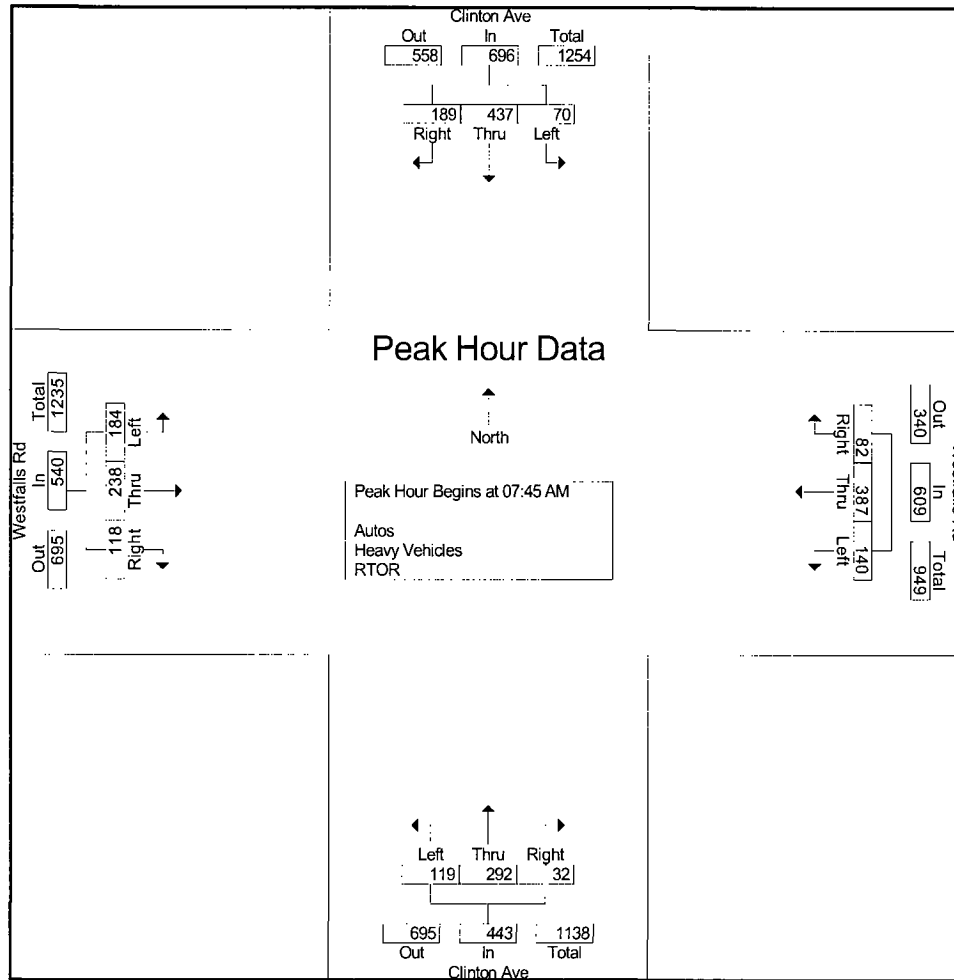 Clinton Ave
Out In Total
558 696 1254
189 437 70
Right Thru Left
Peak Hour Data
North
Peak Hour Begins at 07:45 AM
Autos
Heavy Vehicles
RTOR
Westfalls Rd
Total In Out
1235 540 695
184 238 118
Left Thru Right
Right Thru Left
82 387 140
Out In Total
340 609 949
Left Thru Right
119 292 32
695 443 1138
Out In Total
Clinton Ave